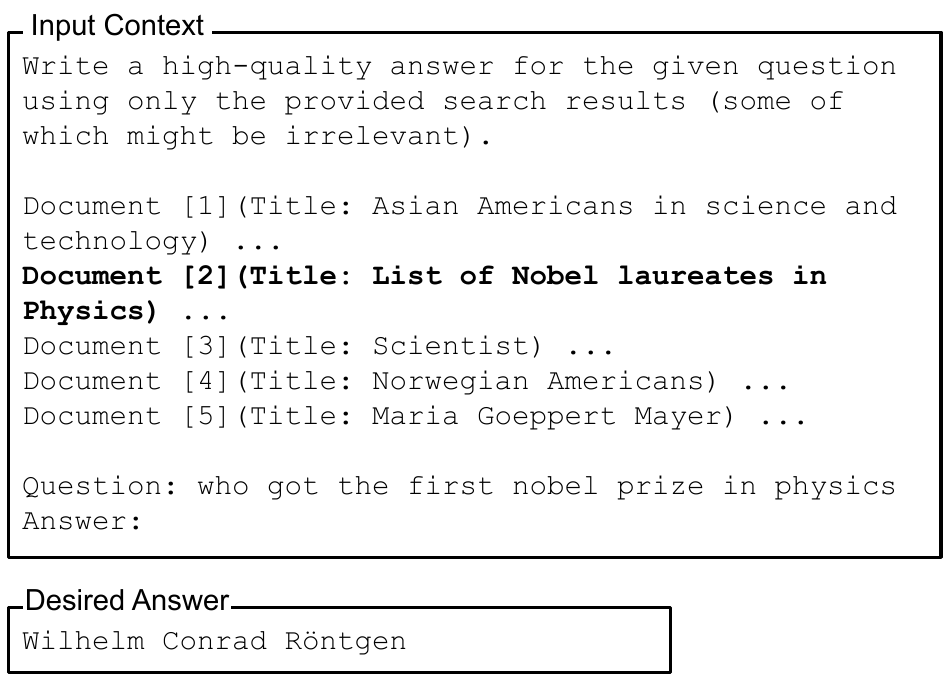 Input Context
Write a high-quality answer for the given question
using only the provided search results (some of
which might be irrelevant).
Document [1](Title: Asian Americans in science and
technology) ...
Document [2](Title: List of Nobel laureates in
Physics) ...
Document [3](Title: Scientist) ...
Document [4](Title: Norwegian Americans) ...
Document [5](Title: Maria Goeppert Mayer) ...
Question: who got the first nobel prize in physics
Answer:
Desired Answer
Wilhelm Conrad Röntgen